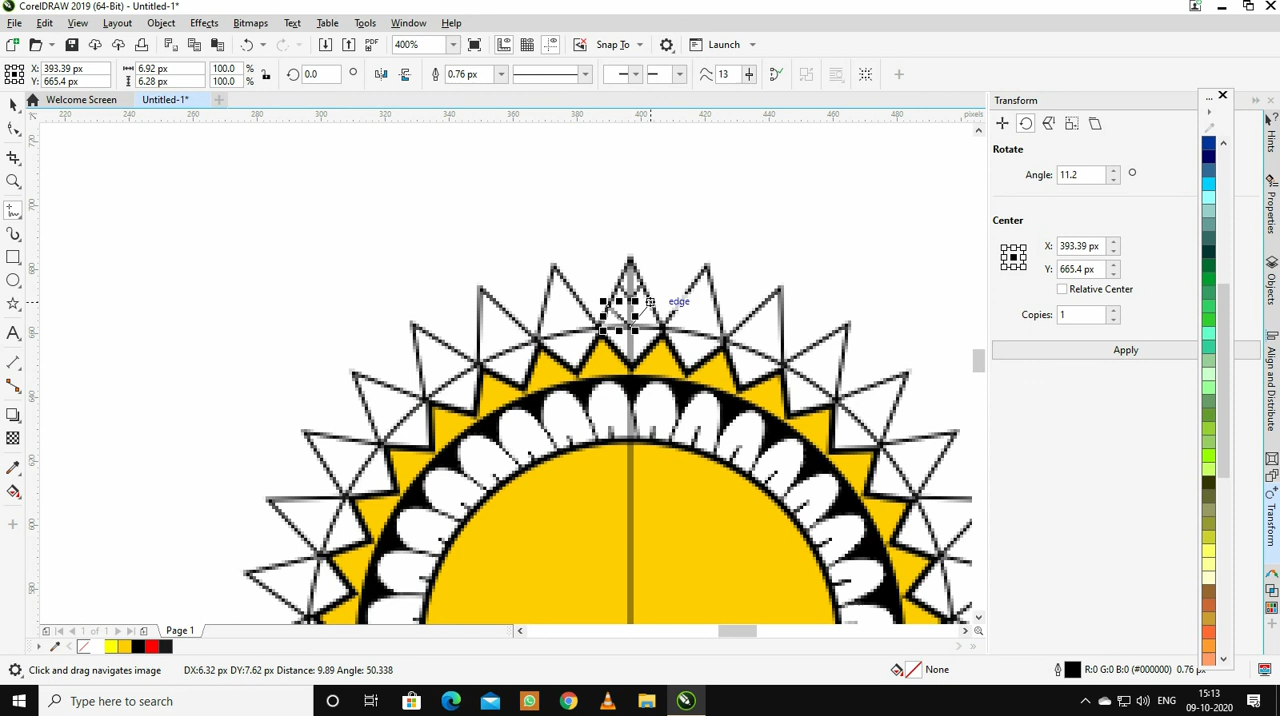 CorelDRAW 2019 (64-Bit) - Untitled-1*
File Edit View Layout Object Effects Bitmaps Text Table Tools Window Help
400% PDF Snap To Launch
X: 393.39 px 6.92 px 100.0 % 0.0 0.76 px 13
Y: 665.4 px 6.28 px 100.0 %
Welcome Screen Untitled-1*
220 300 320 340 360 380 400 420 440 460 480 pixels
Transform
Rotate
Angle: 11.2
Center
X: 393.39 px
Y: 665.4 px
Relative Center
Copies: 1
Apply
Hints
Properties
Objects
Align and Distribute
Transform
edge
1 of 1 Page 1
Click and drag navigates image DX:6.32 px DY:7.62 px Distance: 9.89 Angle: 50.338 None R:0 G:0 B:0 (#000000) 0.76 px
Type here to search ENG 15:13
09-10-2020